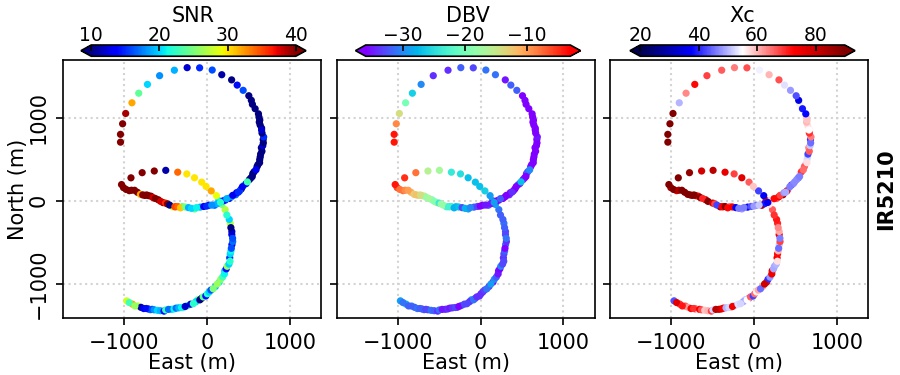 SNR DBV Xc
10 20 30 40 −30 −20 −10 20 40 60 80
North (m)
1000
0
−1000
IR5210
−1000 0 1000 −1000 0 1000 −1000 0 1000
East (m) East (m) East (m)